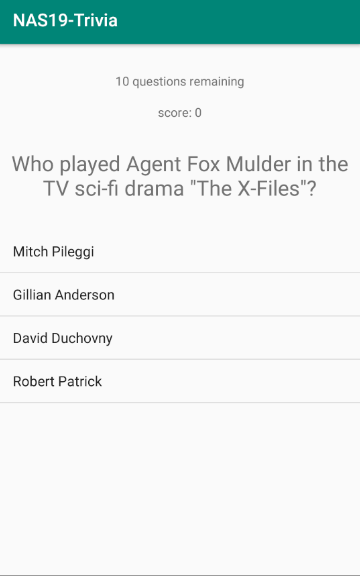 NAS19-Trivia
10 questions remaining
score: 0
Who played Agent Fox Mulder in the
TV sci-fi drama "The X-Files"?
Mitch Pileggi
Gillian Anderson
David Duchovny
Robert Patrick